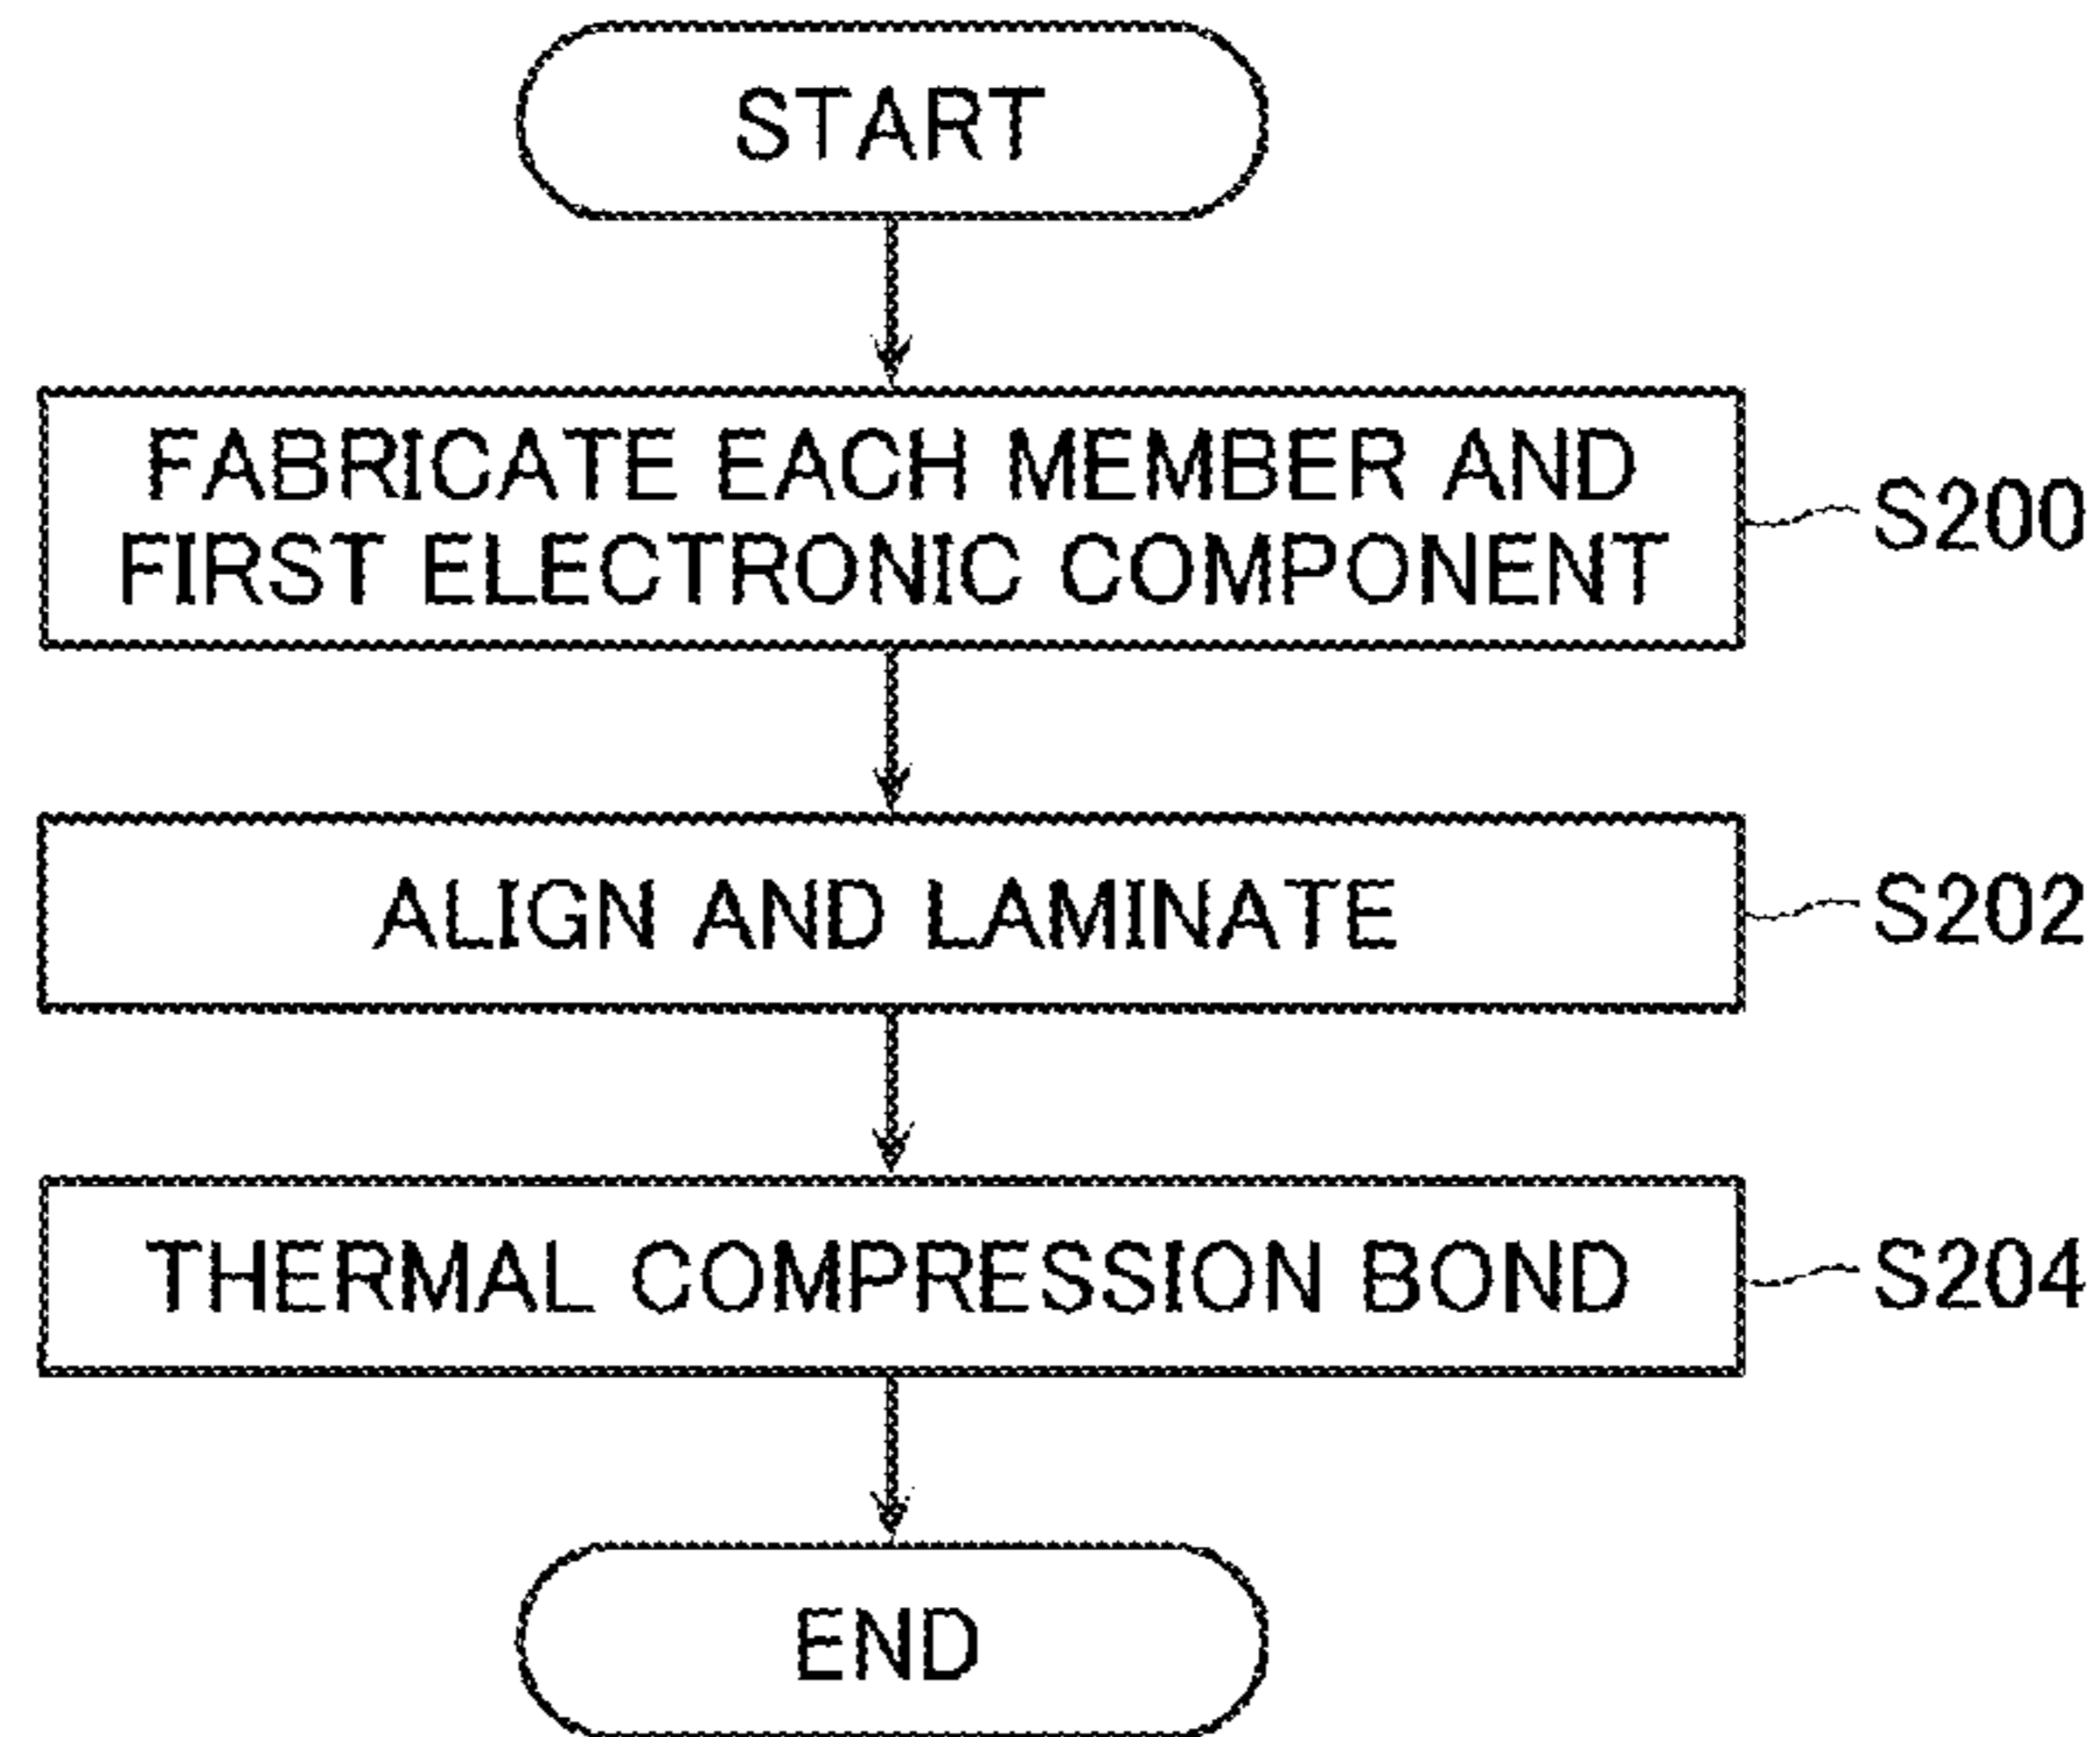 START
FABRICATE EACH MEMBER AND
FIRST ELECTRONIC COMPONENT
S200
ALIGN AND LAMINATE
S202
THERMAL COMPRESSION BOND
S204
END